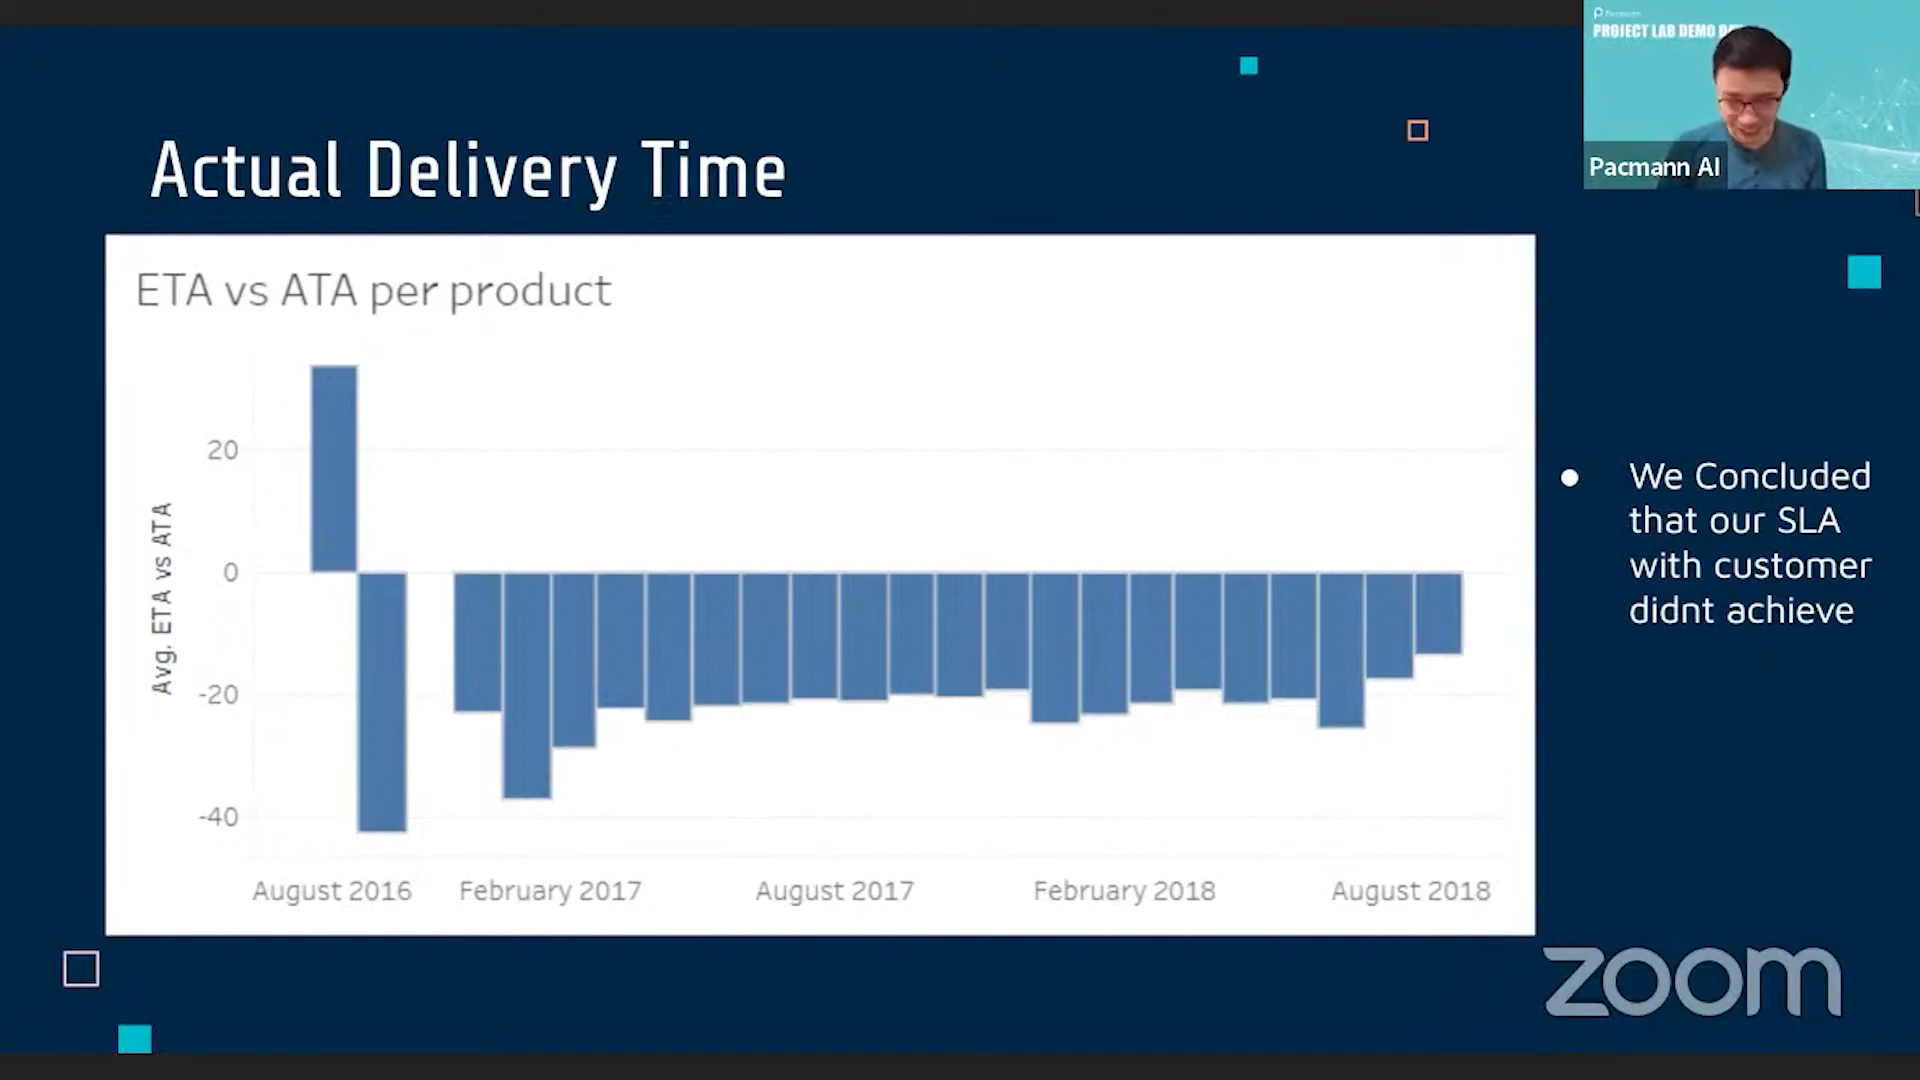 Pacmann
PROJECT LAB DEMO
Pacmann AI
Actual Delivery Time
ETA vs ATA per product
Avg. ETA vs ATA
20
0
-20
-40
August 2016
February 2017
August 2017
February 2018
August 2018
We Concluded
that our SLA
with customer
didnt achieve
zoom